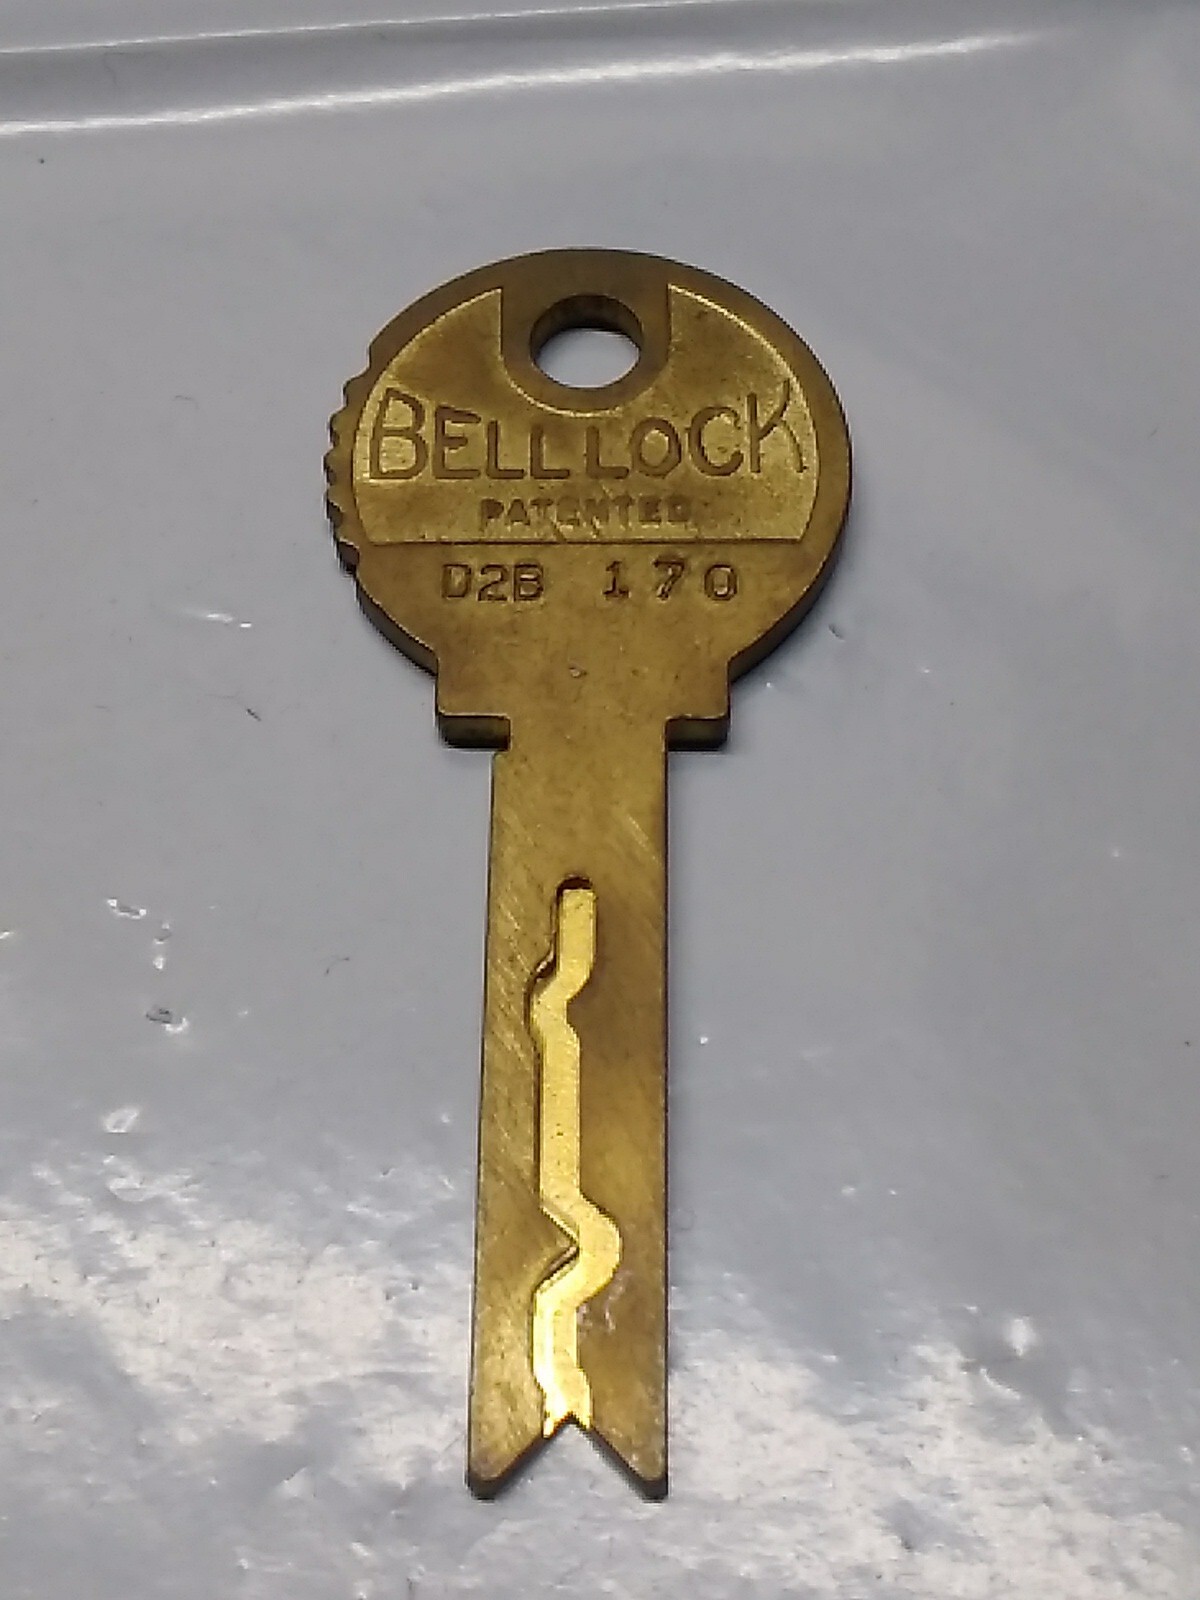 BELL LOCK
PATENTED
D2B 170